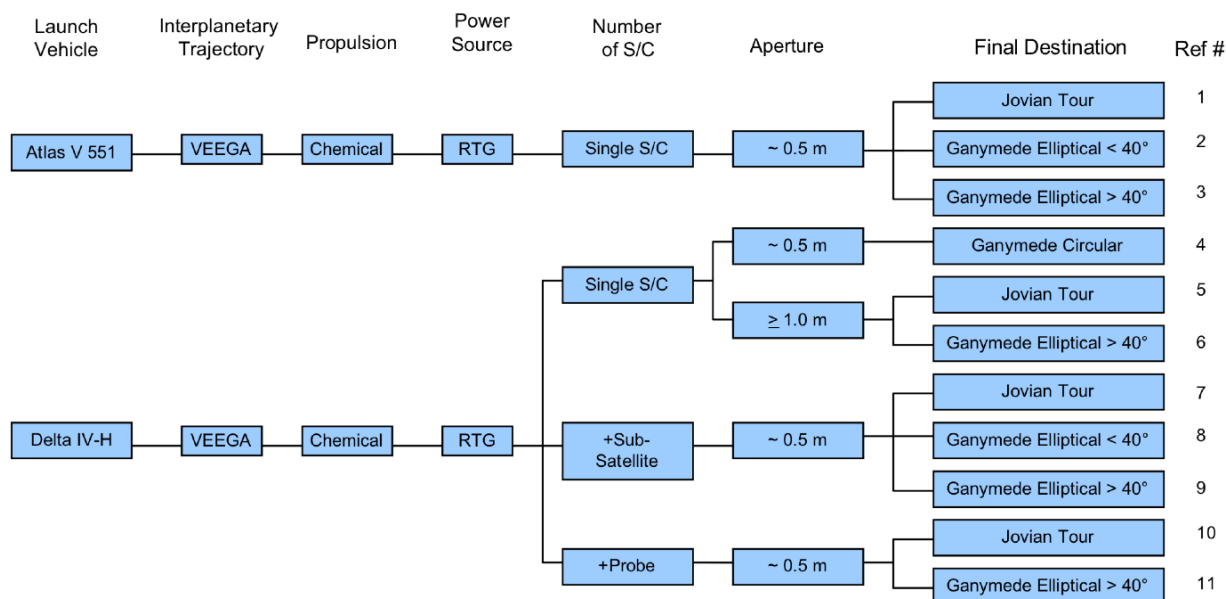 Launch
Vehicle
Interplanetary
Trajectory
Propulsion
Power
Source
Number
of S/C
Aperture
Final Destination
Ref #
Atlas V 551
VEEGA
Chemical
RTG
Single S/C
~ 0.5 m
Jovian Tour
1
Ganymede Elliptical < 40°
2
Ganymede Elliptical > 40°
3
Delta IV-H
VEEGA
Chemical
RTG
Single S/C
~ 0.5 m
Ganymede Circular
4
≥ 1.0 m
Jovian Tour
5
Ganymede Elliptical > 40°
6
+Sub-
Satellite
~ 0.5 m
Jovian Tour
7
Ganymede Elliptical < 40°
8
Ganymede Elliptical > 40°
9
+Probe
~ 0.5 m
Jovian Tour
10
Ganymede Elliptical > 40°
11